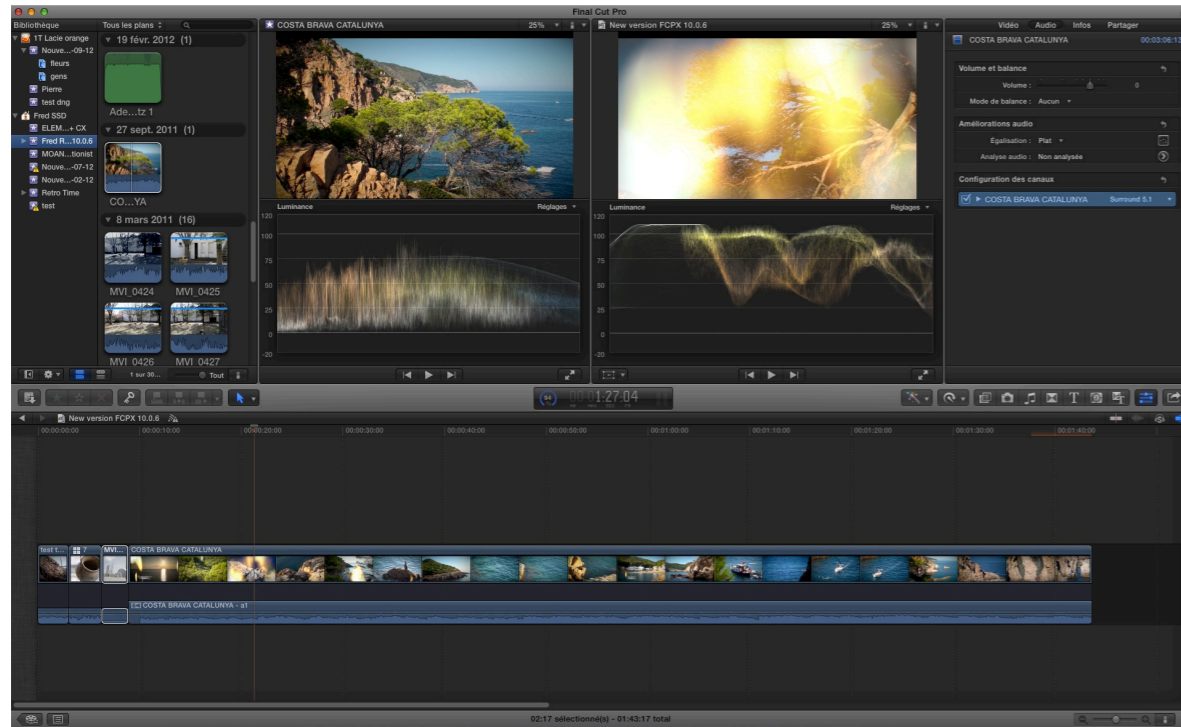 Final Cut Pro
Bibliothèque
Tous les plans
1T Lacie orange
Nouve...-09-12
fleurs
gens
Pierre
test dng
Fred SSD
ELEM...+ CX
Fred R...10.0.6
MOAN...tionist
Nouve...-07-12
Nouve...-02-12
Retro Time
test
19 févr. 2012 (1)
Ade...tz 1
27 sept. 2011 (1)
CO...YA
8 mars 2011 (16)
MVI_0424 MVI_0425
MVI_0426 MVI_0427
1 sur 36...
Tout
COSTA BRAVA CATALUNYA 25%
Luminance Réglages
120
100
75
50
25
0
-20
New version FCPX 10.0.6 25%
Luminance Réglages
120
100
75
50
25
0
-20
Vidéo Audio Infos Partager
COSTA BRAVA CATALUNYA 00:03:06:13
Volume et balance
Volume : 0
Mode de balance : Aucun
Améliorations audio
Égalisation : Plat
Analyse audio : Non analysée
Configuration des canaux
COSTA BRAVA CATALUNYA Surround 5.1
1:27:04
New version FCPX 10.0.6
00:00:00:00 00:00:10:00 00:00:20:00 00:00:30:00 00:00:40:00 00:00:50:00 00:01:00:00 00:01:10:00 00:01:20:00 00:01:30:00 00:01:40:00
test t... 7 MVI... COSTA BRAVA CATALUNYA
COSTA BRAVA CATALUNYA - a1
02:17 sélectionné(s) - 01:43:17 total